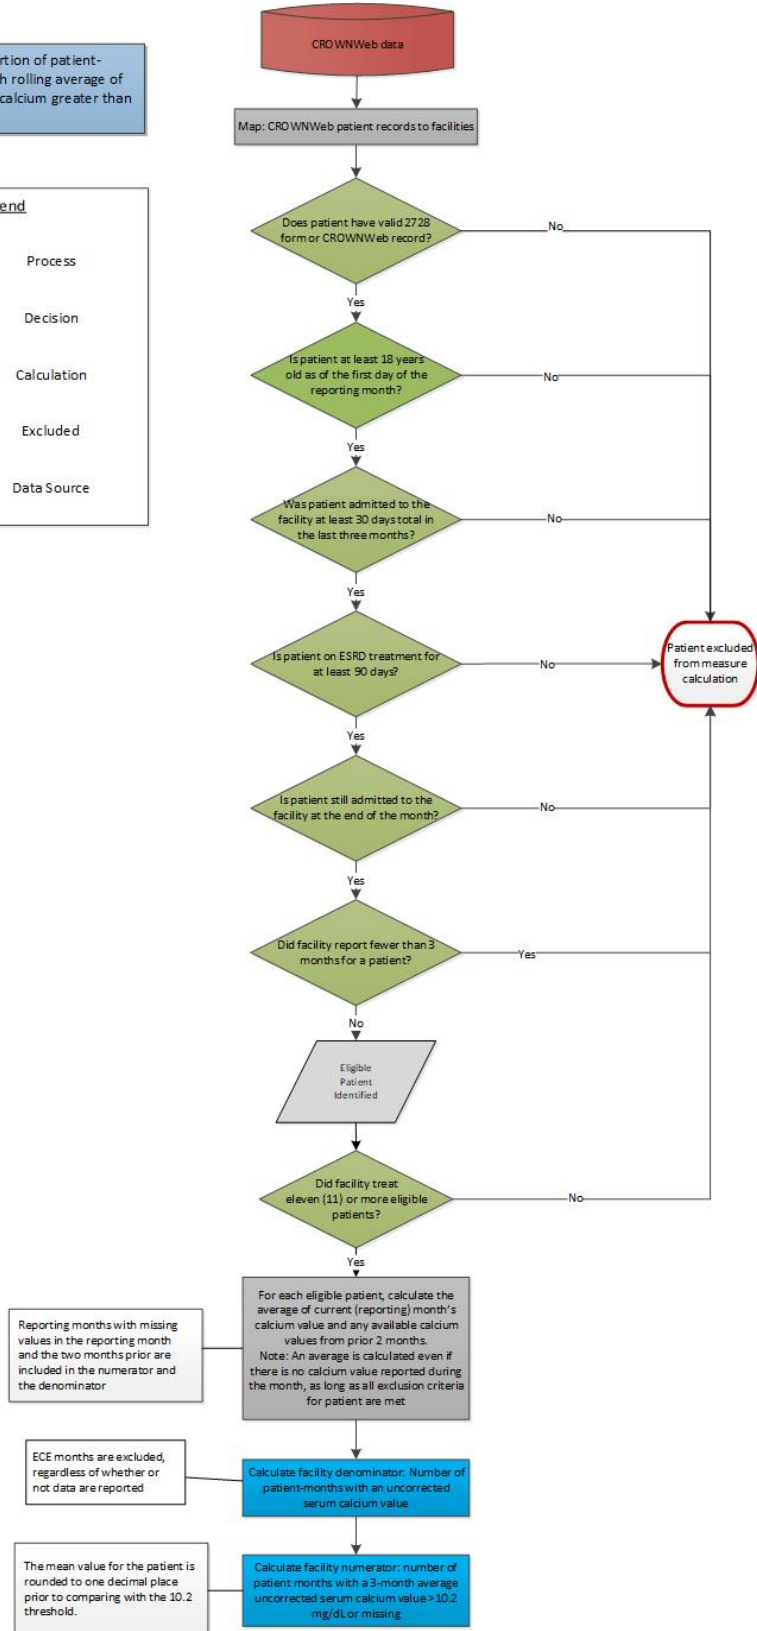 CROWNWeb data
rtion of patient-
h rolling average of
calcium greater than
Map: CROWNWeb patient records to facilities
end
Process
Decision
Calculation
Excluded
Data Source
Does patient have valid 2728
form or CROWNWeb record?
No
Yes
Is patient at least 18 years
old as of the first day of the
reporting month?
No
Yes
Was patient admitted to the
facility at least 30 days total in
the last three months?
No
Yes
Is patient on ESRD treatment for
at least 90 days?
No
Patient excluded
from measure
calculation
Yes
Is patient still admitted to the
facility at the end of the month?
No
Yes
Did facility report fewer than 3
months for a patient?
Yes
No
Eligible
Patient
Identified
Did facility treat
eleven (11) or more eligible
patients?
No
Yes
For each eligible patient, calculate the
average of current (reporting) month's
calcium value and any available calcium
values from prior 2 months.
Note: An average is calculated even if
there is no calcium value reported during
the month, as long as all exclusion criteria
for patient are met
Reporting months with missing
values in the reporting month
and the two months prior are
included in the numerator and
the denominator
ECE months are excluded,
regardless of whether or
not data are reported
Calculate facility denominator: Number of
patient-months with an uncorrected
serum calcium value
The mean value for the patient is
rounded to one decimal place
prior to comparing with the 10.2
threshold.
Calculate facility numerator: number of
patient months with a 3-month average
uncorrected serum calcium value >10.2
mg/dL or missing